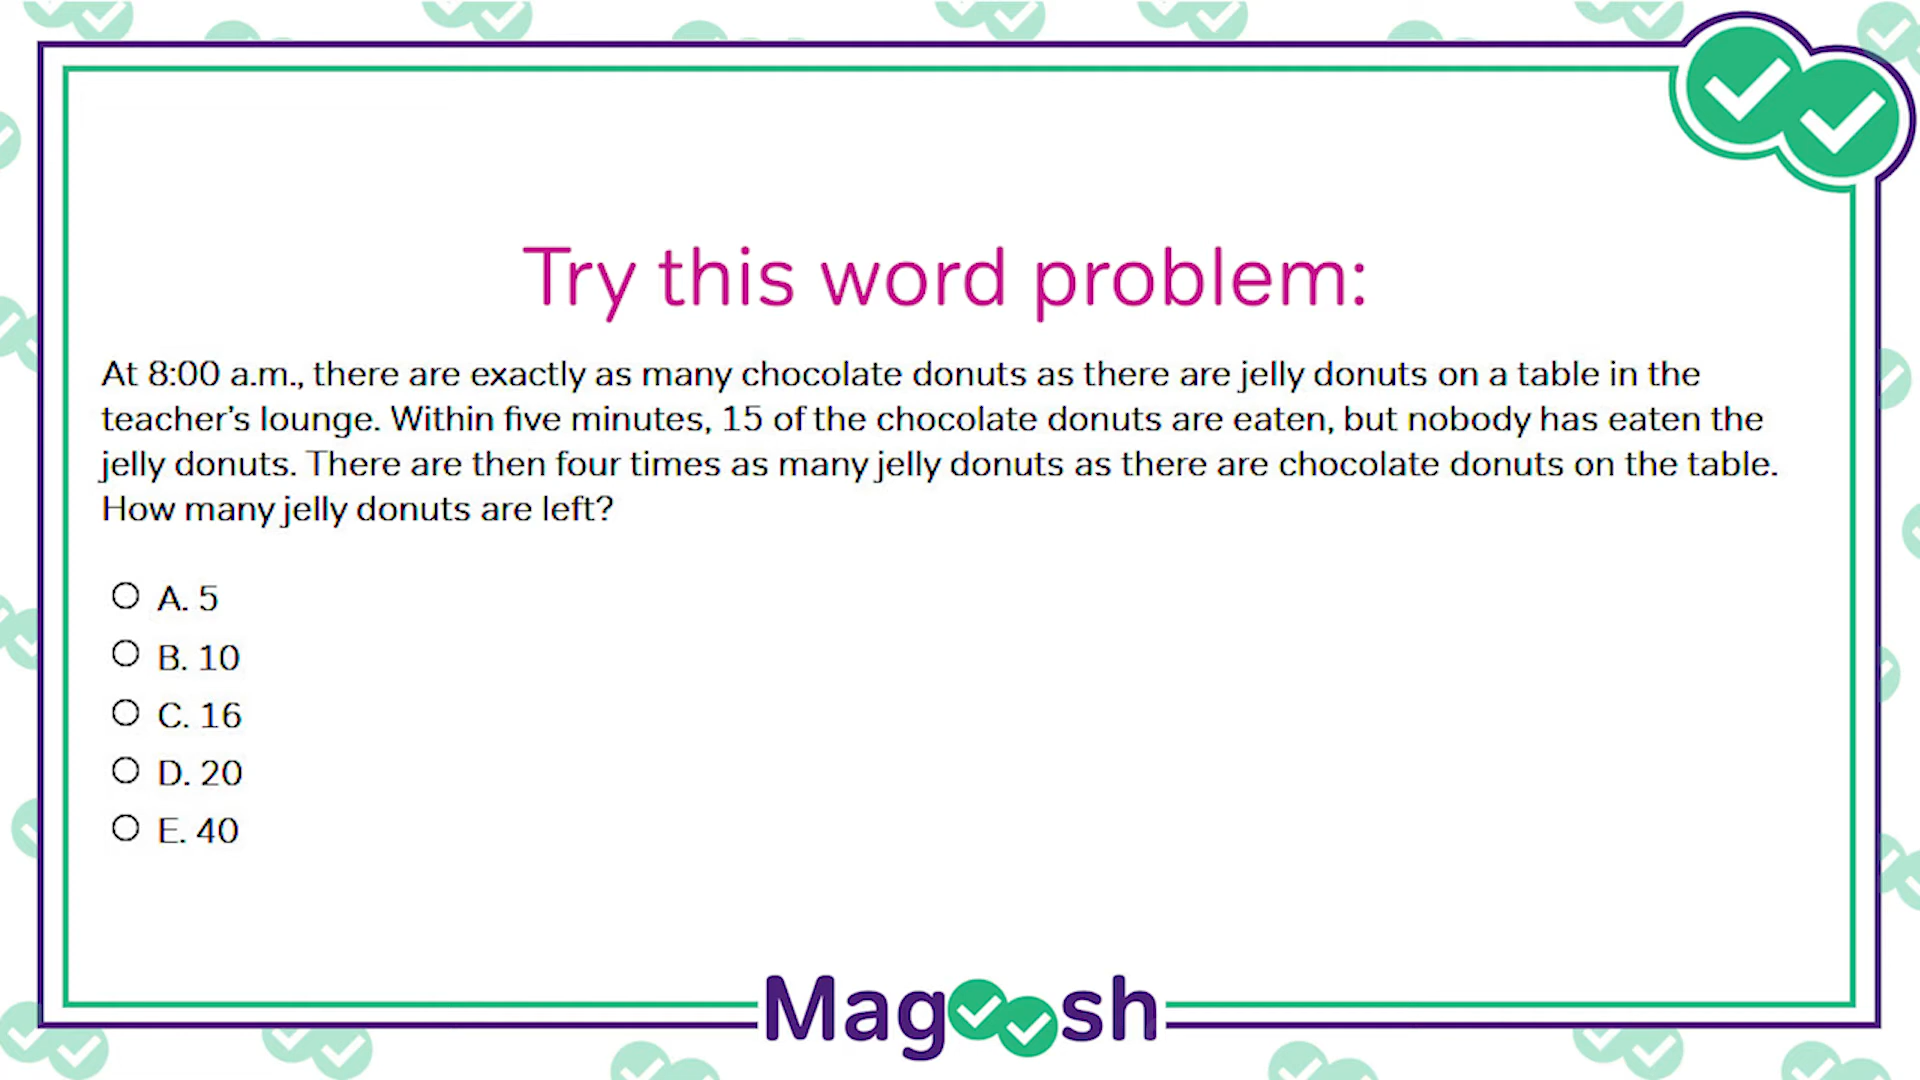 Try this word problem:
At 8:00 a.m., there are exactly as many chocolate donuts as there are jelly donuts on a table in the
teacher’s lounge. Within five minutes, 15 of the chocolate donuts are eaten, but nobody has eaten the
jelly donuts. There are then four times as many jelly donuts as there are chocolate donuts on the table.
How many jelly donuts are left?
A. 5
B. 10
C. 16
D. 20
E. 40
Magoosh